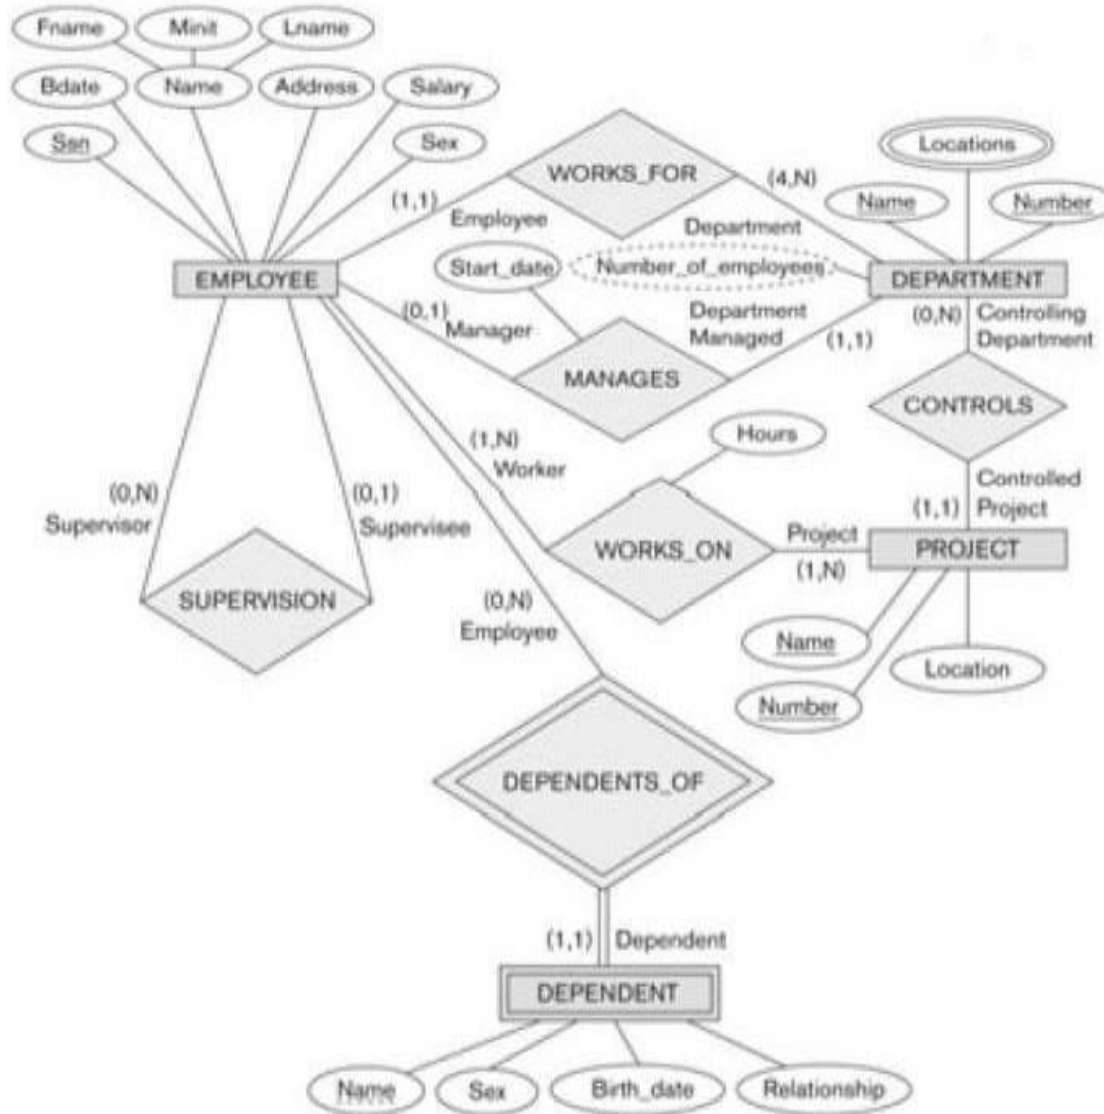 Fname
Minit
Lname
Bdate
Name
Address
Salary
Ssn
Sex
WORKS_FOR
Locations
(1,1)
Employee
(4,N)
Department
Name
Number
Start_date
Number_of_employees
EMPLOYEE
DEPARTMENT
(0,1)
Manager
Department
Managed
(1,1)
(0,N)
Controlling
Department
MANAGES
CONTROLS
Hours
(1,N)
Worker
(0,N)
Supervisor
(0,1)
Supervisee
Controlled
Project
(1,1)
WORKS_ON
Project
(1,N)
PROJECT
SUPERVISION
(0,N)
Employee
Name
Location
Number
DEPENDENTS_OF
(1,1)
Dependent
DEPENDENT
Name
Sex
Birth_date
Relationship